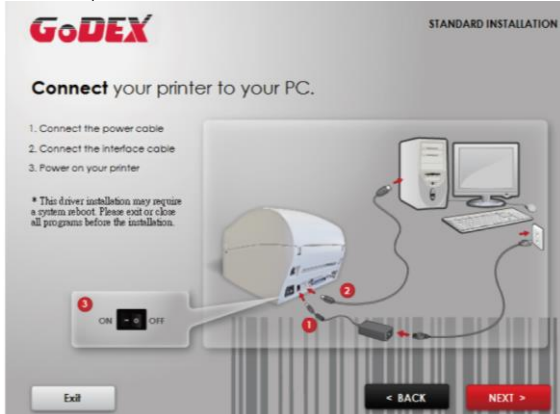 GoDEX
STANDARD INSTALLATION
Connect your printer to your PC.
1. Connect the power cable
2. Connect the interface cable
3. Power on your printer
* This driver installation may require
a system reboot. Please exit or close
all programs before the installation.
2
3
ON
OFF
1
Exit
< BACK
NEXT >